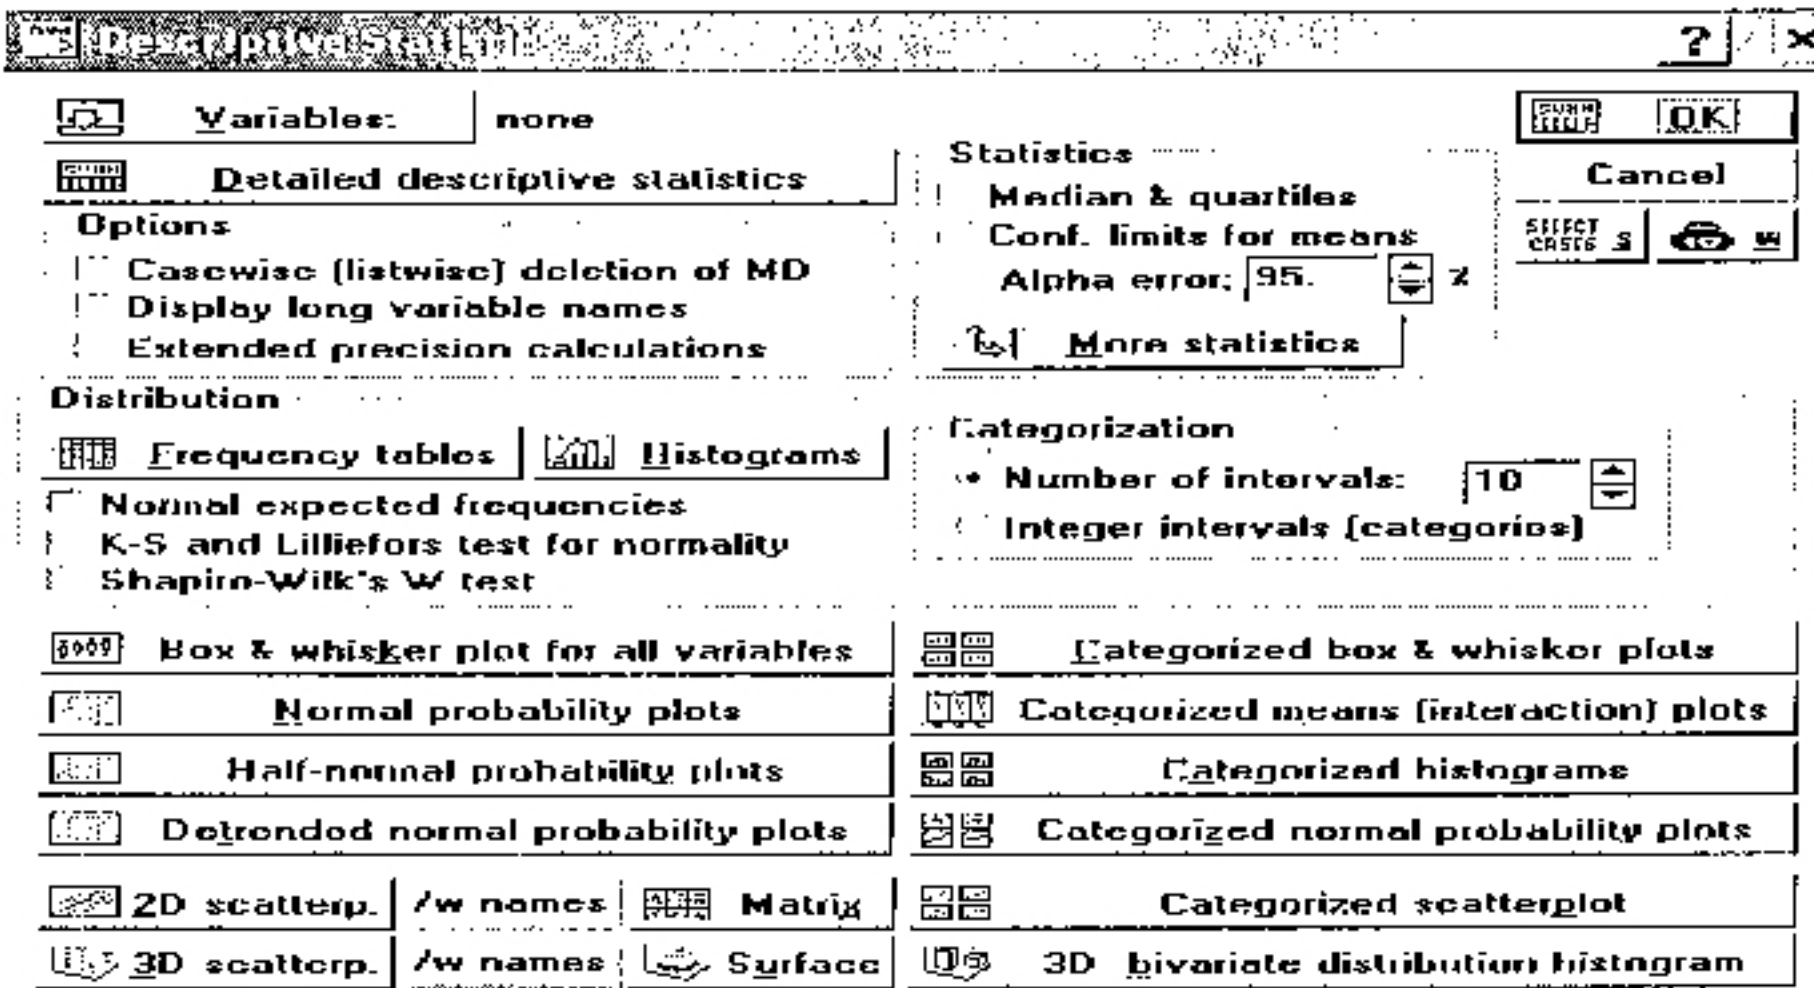 Descriptive Statist
?
Variables: none
OK
Detailed descriptive statistics
Cancel
Options
Casewise (listwise) deletion of MD
Display long variable names
Extended precision calculations
Statistics
Median & quartiles
Conf. limits for means
Alpha error: 95. %
More statistics
SELECT CASES S W
Distribution
Frequency tables Histograms
Normal expected frequencies
K-S and Lilliefors test for normality
Shapiro-Wilk's W test
Categorization
Number of intervals: 10
Integer intervals (categories)
Box & whisker plot for all variables
Categorized box & whisker plots
Normal probability plots
Categorized means (interaction) plots
Half-normal probability plots
Categorized histograms
Detrended normal probability plots
Categorized normal probability plots
2D scatterp. /w names Matrix
Categorized scatterplot
3D scatterp. /w names Surface
3D bivariate distribution histogram